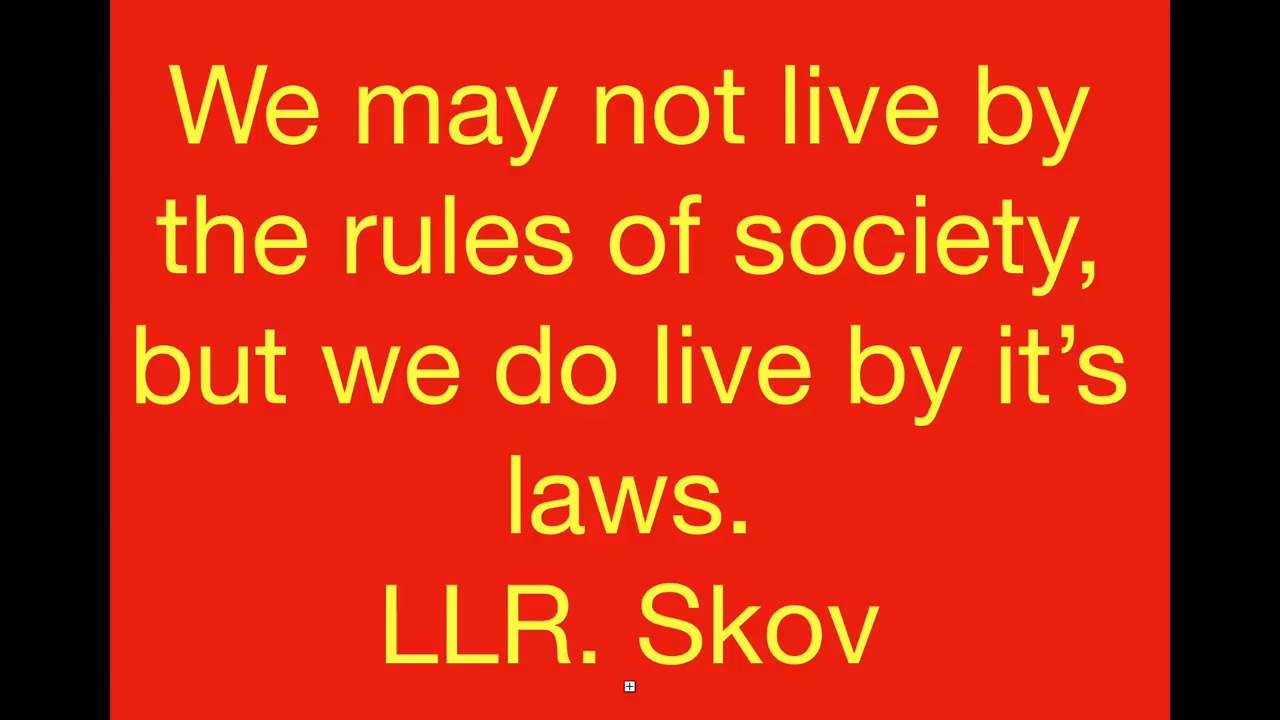 We may not live by
the rules of society,
but we do live by it’s
laws.
LLR. Skov